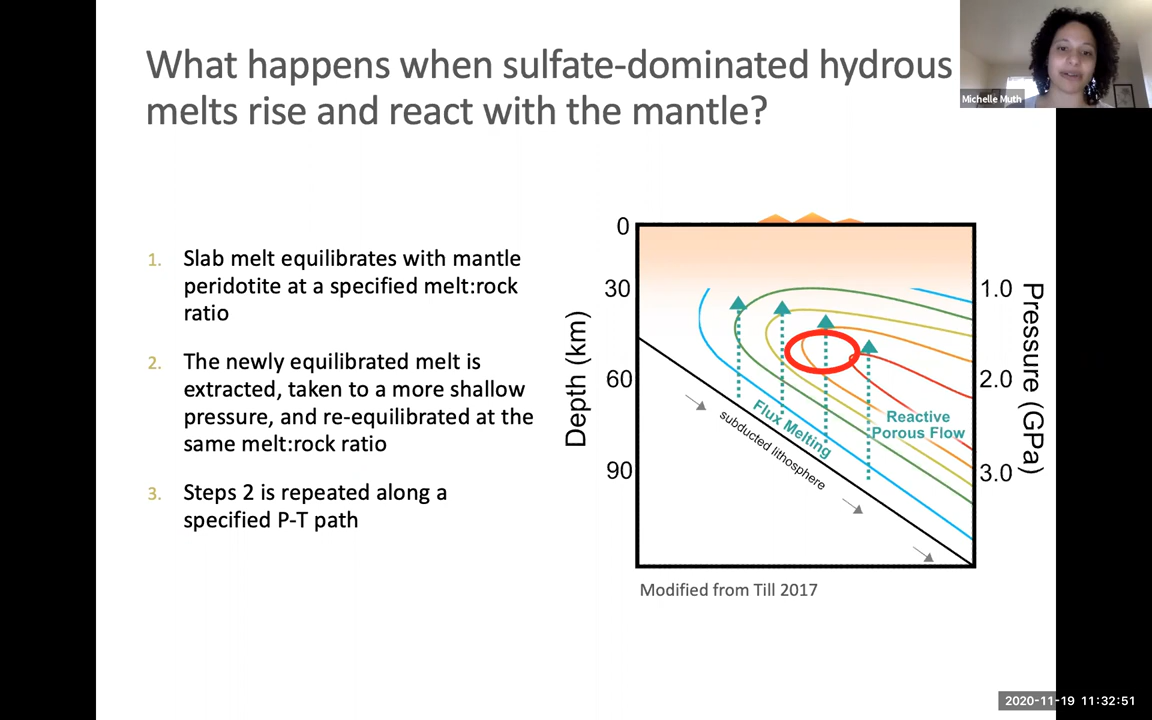 What happens when sulfate-dominated hydrous
melts rise and react with the mantle?
Michelle Muth
1. Slab melt equilibrates with mantle
peridotite at a specified melt:rock
ratio
2. The newly equilibrated melt is
extracted, taken to a more shallow
pressure, and re-equilibrated at the
same melt:rock ratio
3. Steps 2 is repeated along a
specified P-T path
Depth (km)
0
30
60
90
1.0
2.0
3.0
Pressure (GPa)
Flux Melting
Reactive
Porous Flow
subducted lithosphere
Modified from Till 2017
2020-11-19 11:32:51